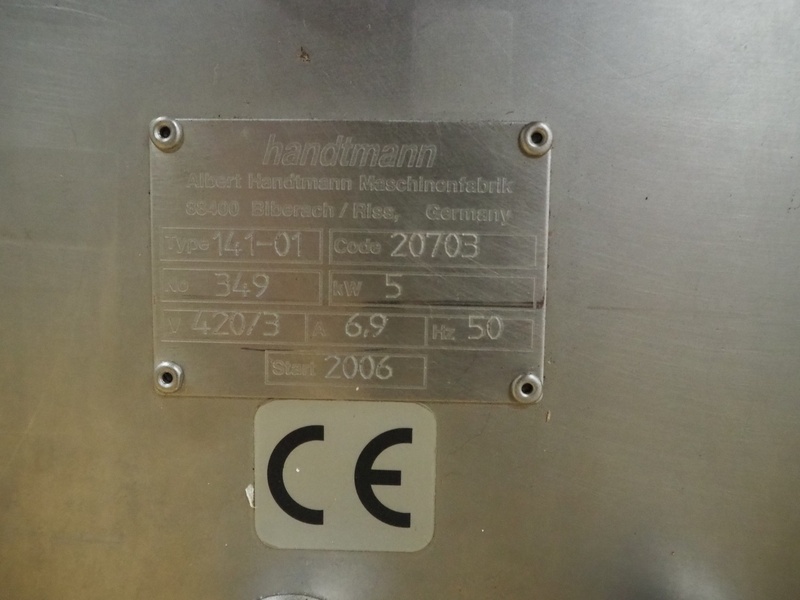 handtmann
Albert Handtmann Maschinenfabrik
88400 Biberach / Riss, Germany
Type 141-01 Code 20703
No 349 kW 5
V 420/3 A 6,9 Hz 50
Start 2006
CE